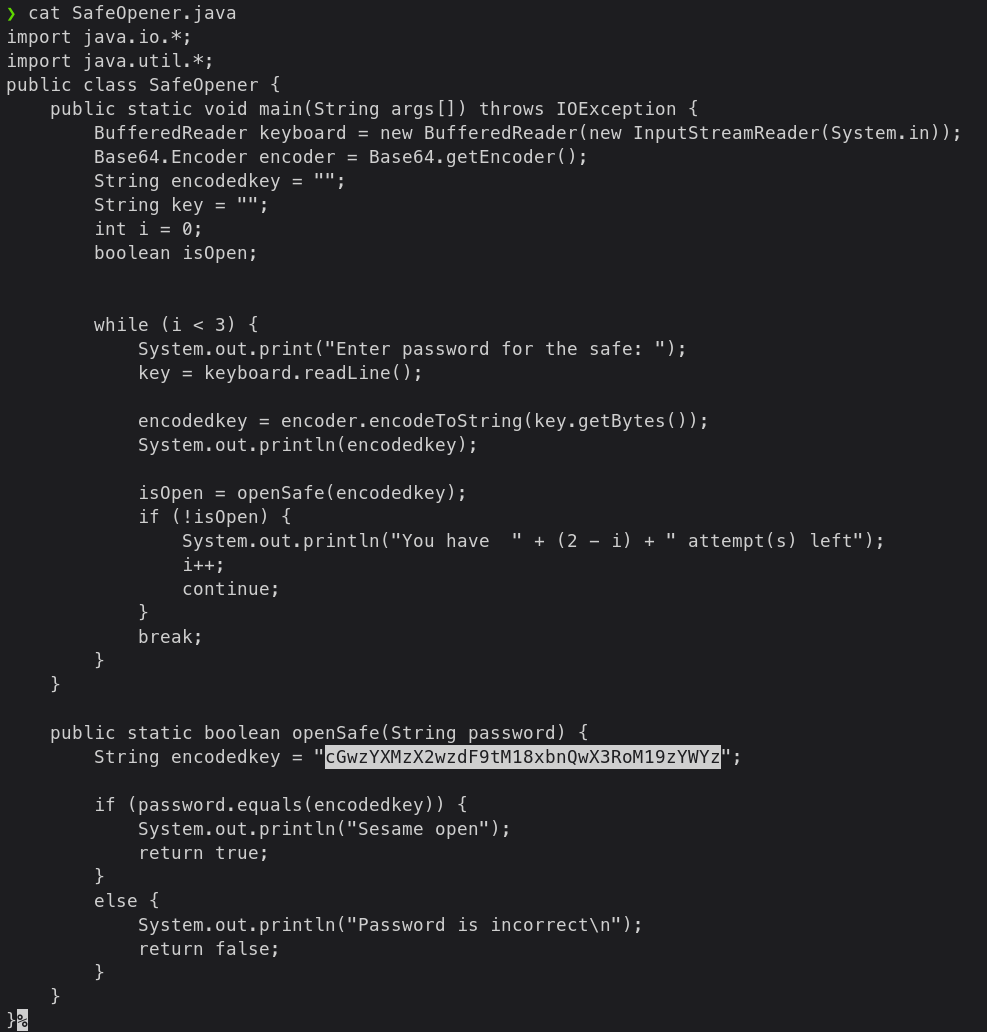 ❯ cat SafeOpener.java
import java.io.*;
import java.util.*;
public class SafeOpener {
    public static void main(String args[]) throws IOException {
        BufferedReader keyboard = new BufferedReader(new InputStreamReader(System.in));
        Base64.Encoder encoder = Base64.getEncoder();
        String encodedkey = "";
        String key = "";
        int i = 0;
        boolean isOpen;


        while (i < 3) {
            System.out.print("Enter password for the safe: ");
            key = keyboard.readLine();

            encodedkey = encoder.encodeToString(key.getBytes());
            System.out.println(encodedkey);

            isOpen = openSafe(encodedkey);
            if (!isOpen) {
                System.out.println("You have  " + (2 - i) + " attempt(s) left");
                i++;
                continue;
            }
            break;
        }
    }

    public static boolean openSafe(String password) {
        String encodedkey = "cGwzYXMzX2wzdF9tM18xbnQwX3RoM19zYWYz";

        if (password.equals(encodedkey)) {
            System.out.println("Sesame open");
            return true;
        }
        else {
            System.out.println("Password is incorrect\n");
            return false;
        }
    }
}%